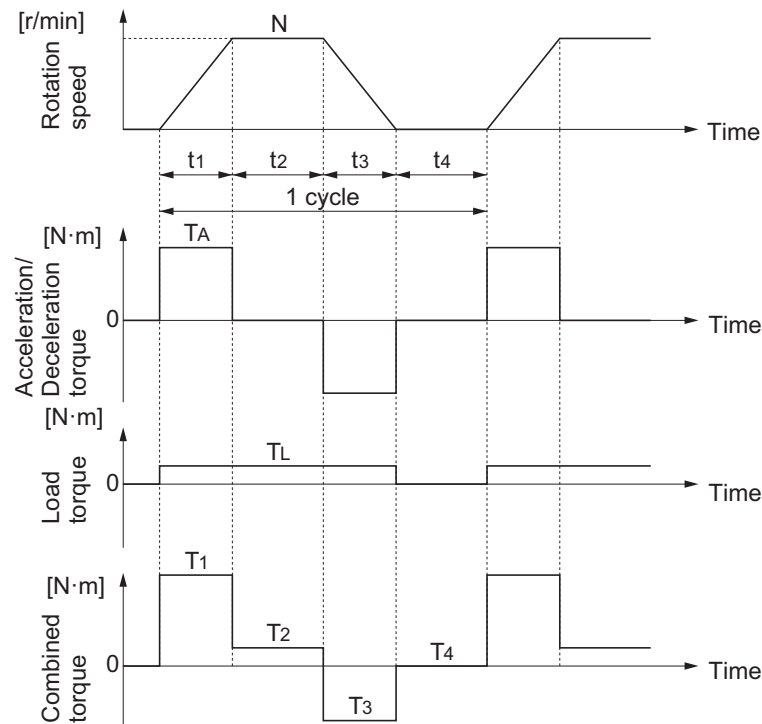 [r/min]
Rotation
speed
N
Time
t1 t2 t3 t4
1 cycle
[N·m]
Acceleration/
Deceleration
torque
TA
0
Time
[N·m]
Load
torque
TL
0
Time
[N·m]
Combined
torque
T1
T2
T3
T4
0
Time